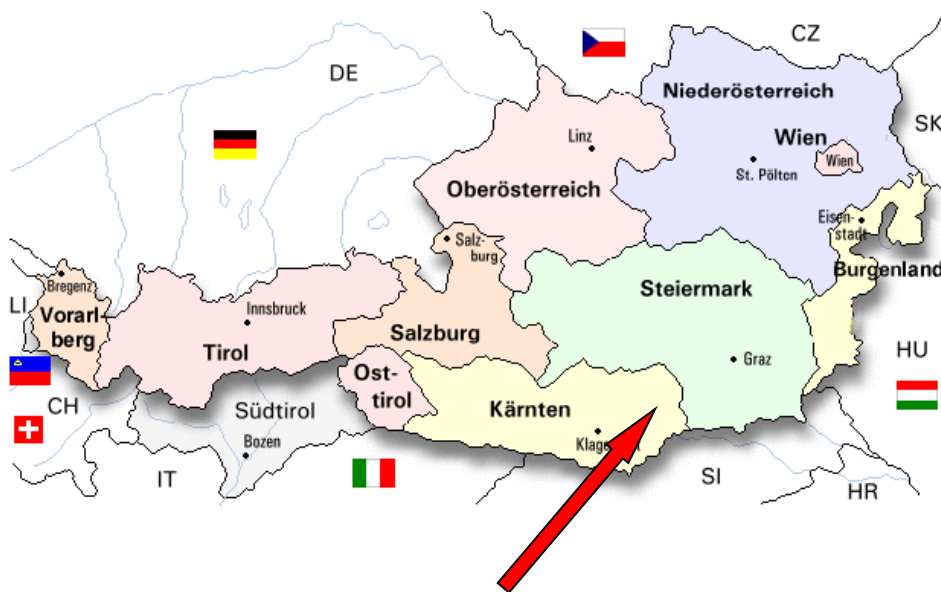 CZ
DE
Niederösterreich
SK
Linz
Wien
Wien
St. Pölten
Oberösterreich
Eisen-
stadt
Salz-
burg
Burgenland
Bregenz
Steiermark
LI
Innsbruck
Vorarl-
berg
Salzburg
Tirol
Graz
HU
Ost-
tirol
CH
Südtirol
Kärnten
Bozen
IT
SI
HR